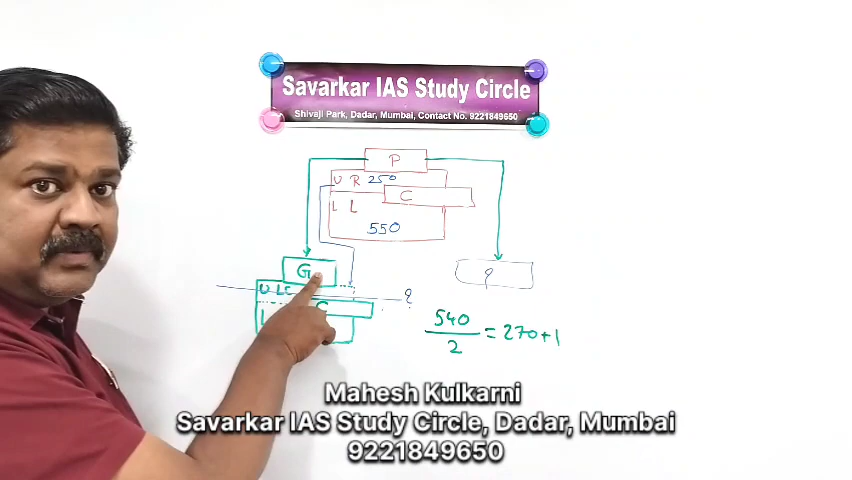 Savarkar IAS Study Circle
Shivaji Park, Dadar, Mumbai, Contact No. 9221849650
P
U R 250
C
L L
550
G
?
U LC
?
C
L
540
2
= 270+1
Mahesh Kulkarni
Savarkar IAS Study Circle, Dadar, Mumbai
9221849650